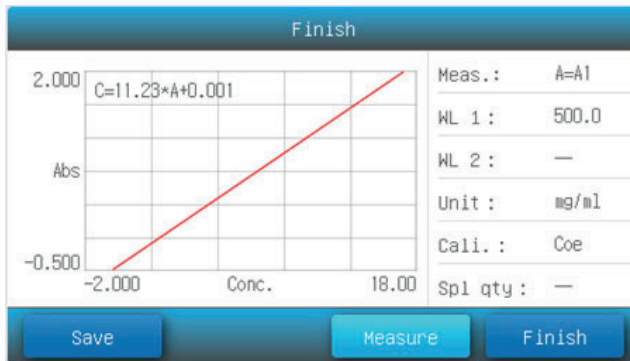 Finish
2.000
C=11.23*A+0.001
Abs
-0.500
-2.000 Conc. 18.00
Meas.: A=A1
WL 1: 500.0
WL 2: —
Unit: mg/ml
Cali.: Coe
Spl qty: —
Save Measure Finish